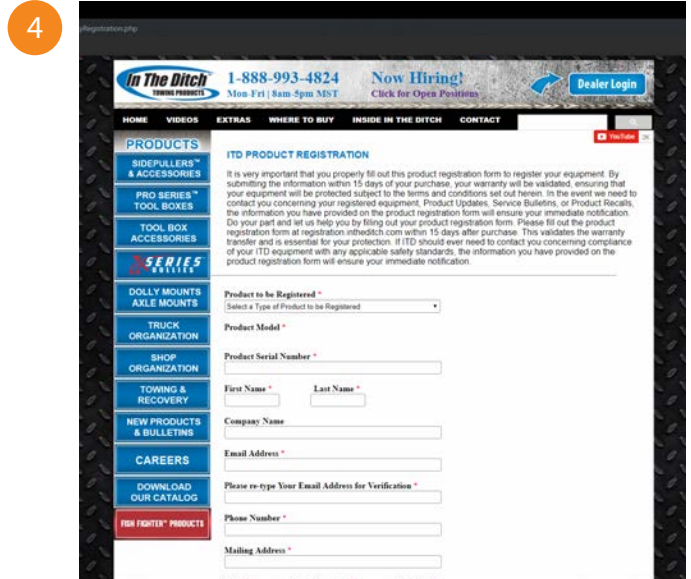 4
pRegistration.php
In The Ditch
TOWING PRODUCTS
1-888-993-4824
Mon-Fri | 8am-5pm MST
Now Hiring!
Click for Open Positions
Dealer Login
HOME VIDEOS EXTRAS WHERE TO BUY INSIDE IN THE DITCH CONTACT
YouTube
PRODUCTS
SIDEPULLERS™
& ACCESSORIES
PRO SERIES™
TOOL BOXES
TOOL BOX
ACCESSORIES
SERIES
DOLLIES
DOLLY MOUNTS
AXLE MOUNTS
TRUCK
ORGANIZATION
SHOP
ORGANIZATION
TOWING &
RECOVERY
NEW PRODUCTS
& BULLETINS
CAREERS
DOWNLOAD
OUR CATALOG
FISH FIGHTER® PRODUCTS
ITD PRODUCT REGISTRATION
It is very important that you properly fill out this product registration form to register your equipment. By
submitting the information within 15 days of your purchase, your warranty will be validated, ensuring that
your equipment will be protected subject to the terms and conditions set out herein. In the event we need to
contact you concerning your registered equipment, Product Updates, Service Bulletins, or Product Recalls,
the information you have provided on the product registration form will ensure your immediate notification.
Do your part and let us help you by filling out your product registration form. Please fill out the product
registration form at registration.intheditch.com within 15 days after purchase. This validates the warranty
transfer and is essential for your protection. If ITD should ever need to contact you concerning compliance
of your ITD equipment with any applicable safety standards, the information you have provided on the
product registration form will ensure your immediate notification.
Product to be Registered *
Select a Type of Product to be Registered
Product Model *
Product Serial Number *
First Name * Last Name *
Company Name
Email Address *
Please re-type Your Email Address for Verification *
Phone Number *
Mailing Address *